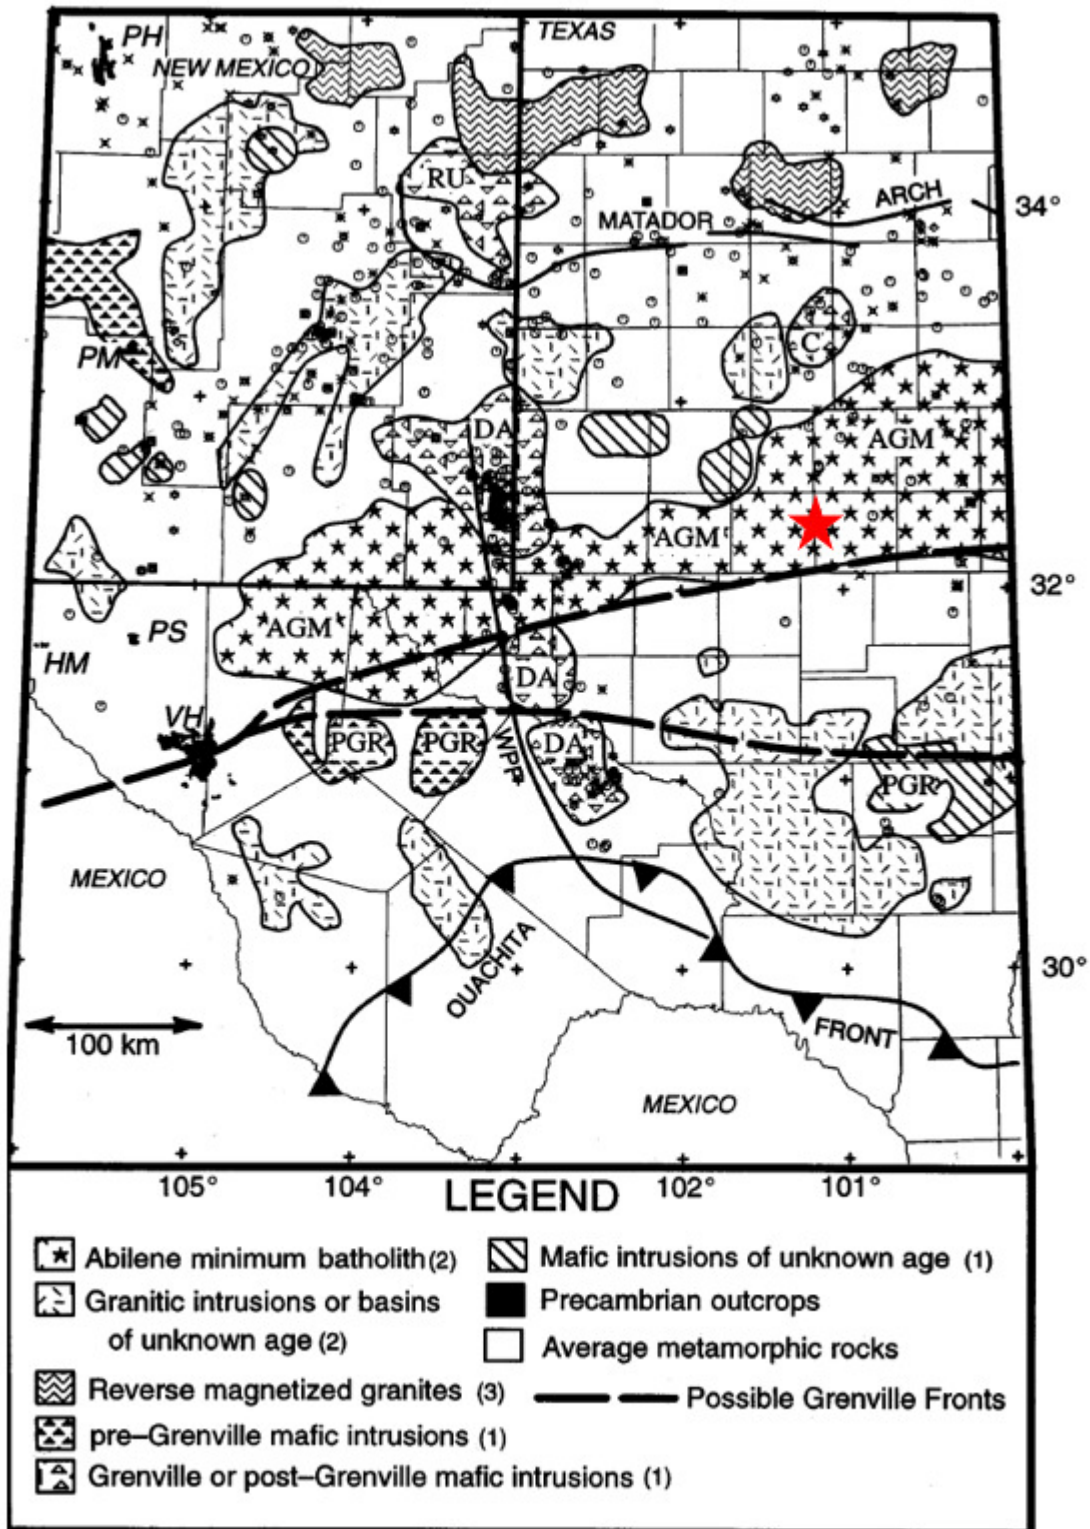 PH
NEW MEXICO
TEXAS
RU
MATADOR
ARCH
34°
PM
C
DA
AGM
AGM
32°
AGM
PS
HM
DA
VH
PGR
PGR
WPP
DA
PGR
MEXICO
OUACHITA
30°
FRONT
100 km
MEXICO
105° 104° 102° 101°
LEGEND
Abilene minimum batholith (2)
Granitic intrusions or basins
of unknown age (2)
Reverse magnetized granites (3)
pre–Grenville mafic intrusions (1)
Grenville or post–Grenville mafic intrusions (1)
Mafic intrusions of unknown age (1)
Precambrian outcrops
Average metamorphic rocks
Possible Grenville Fronts